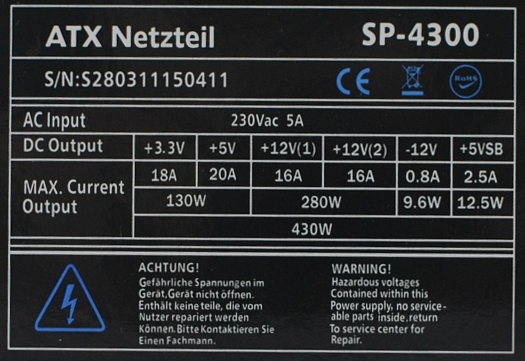 ATX Netzteil SP-4300
S/N:S280311150411
RoHS
AC Input 230Vac 5A
DC Output +3.3V +5V +12V(1) +12V(2) -12V +5VSB
MAX. Current Output 18A 20A 16A 16A 0.8A 2.5A
130W 280W 9.6W 12.5W
430W
ACHTUNG!
Gefährliche Spannungen im
Gerät,Gerät nicht öffnen.
Enthält keine teile, die vom
Nutzer repariert werden
Können.Bitte Kontaktieren Sie
Einen Fachmann.
WARNING!
Hazardous voltages
Contained within this
Power supply, no service-
able parts inside.return
To service center for
Repair.